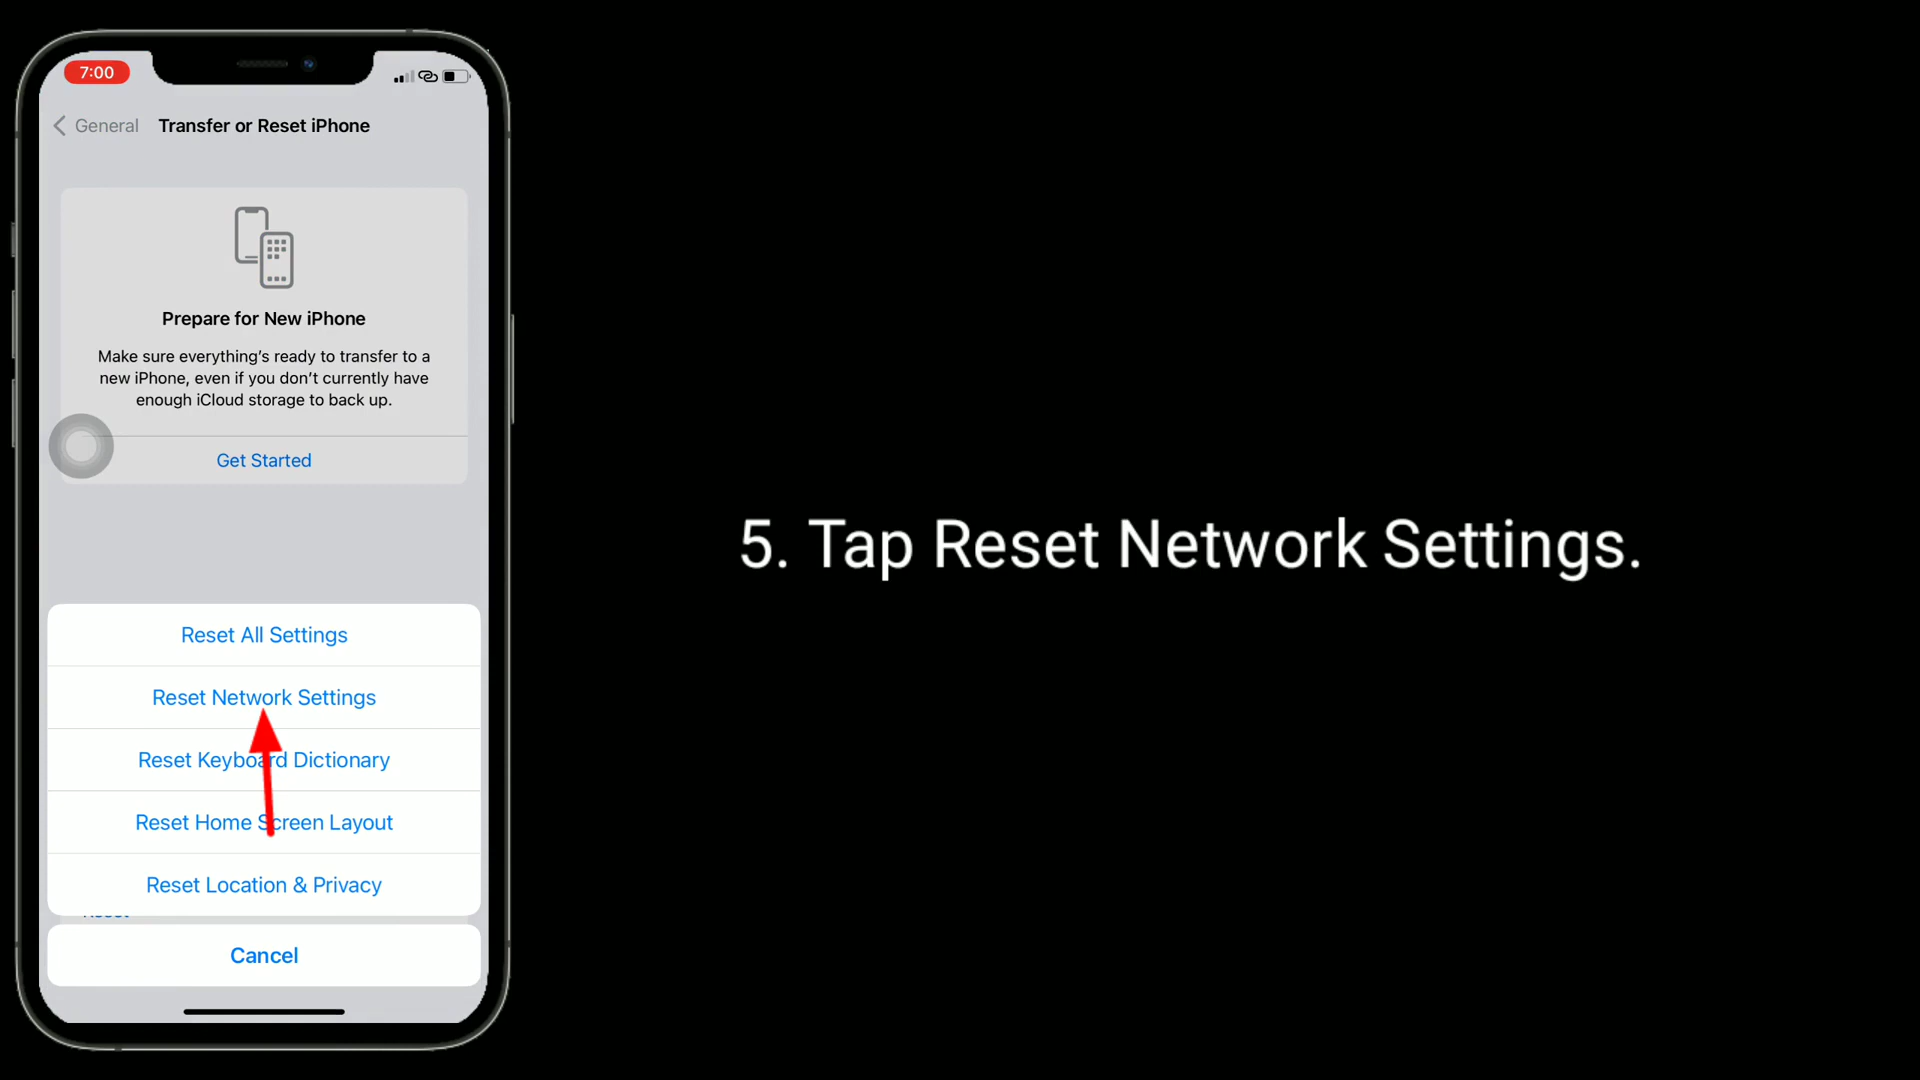 7:00
General
Transfer or Reset iPhone
Prepare for New iPhone
Make sure everything's ready to transfer to a
new iPhone, even if you don't currently have
enough iCloud storage to back up.
Get Started
5. Tap Reset Network Settings.
Reset All Settings
Reset Network Settings
Reset Keyboard Dictionary
Reset Home Screen Layout
Reset Location & Privacy
Cancel